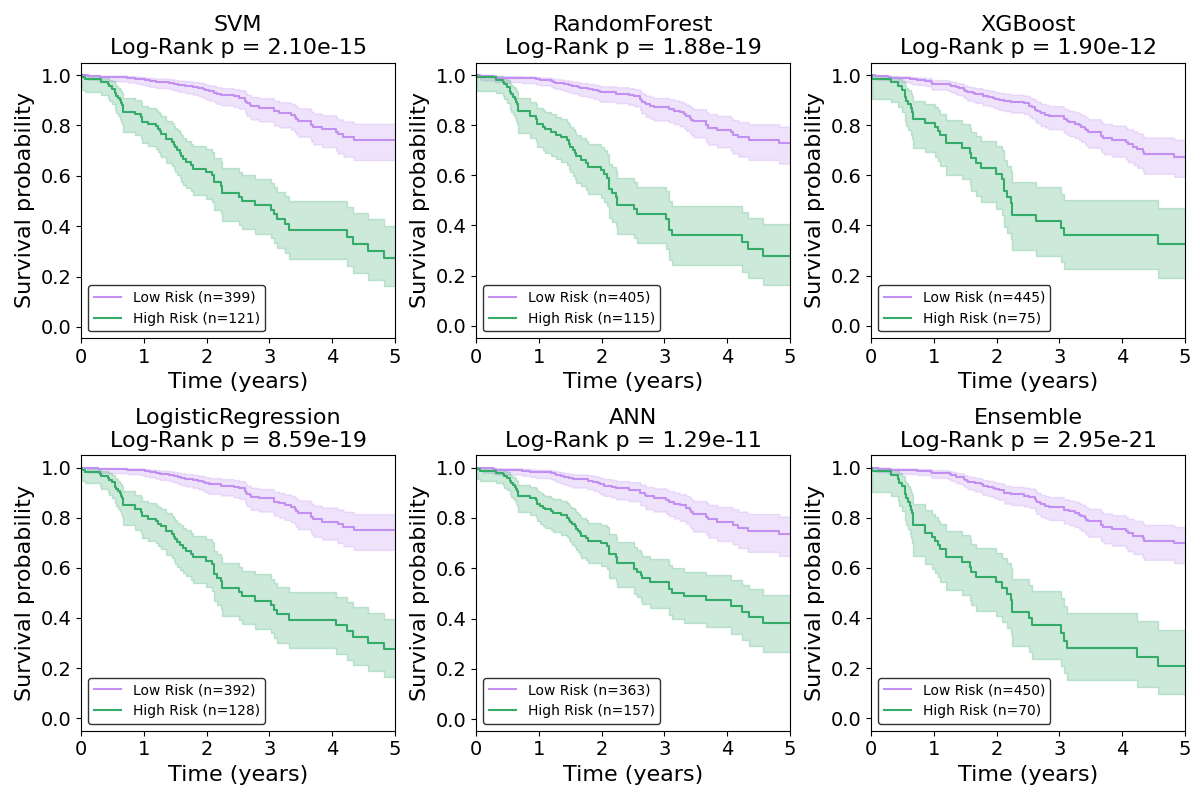 SVM
Log-Rank p = 2.10e-15
Survival probability
1.0
0.8
0.6
0.4
0.2
0.0
Low Risk (n=399)
High Risk (n=121)
0 1 2 3 4 5
Time (years)
RandomForest
Log-Rank p = 1.88e-19
Survival probability
1.0
0.8
0.6
0.4
0.2
0.0
Low Risk (n=405)
High Risk (n=115)
0 1 2 3 4 5
Time (years)
XGBoost
Log-Rank p = 1.90e-12
Survival probability
1.0
0.8
0.6
0.4
0.2
0.0
Low Risk (n=445)
High Risk (n=75)
0 1 2 3 4 5
Time (years)
LogisticRegression
Log-Rank p = 8.59e-19
Survival probability
1.0
0.8
0.6
0.4
0.2
0.0
Low Risk (n=392)
High Risk (n=128)
0 1 2 3 4 5
Time (years)
ANN
Log-Rank p = 1.29e-11
Survival probability
1.0
0.8
0.6
0.4
0.2
0.0
Low Risk (n=363)
High Risk (n=157)
0 1 2 3 4 5
Time (years)
Ensemble
Log-Rank p = 2.95e-21
Survival probability
1.0
0.8
0.6
0.4
0.2
0.0
Low Risk (n=450)
High Risk (n=70)
0 1 2 3 4 5
Time (years)